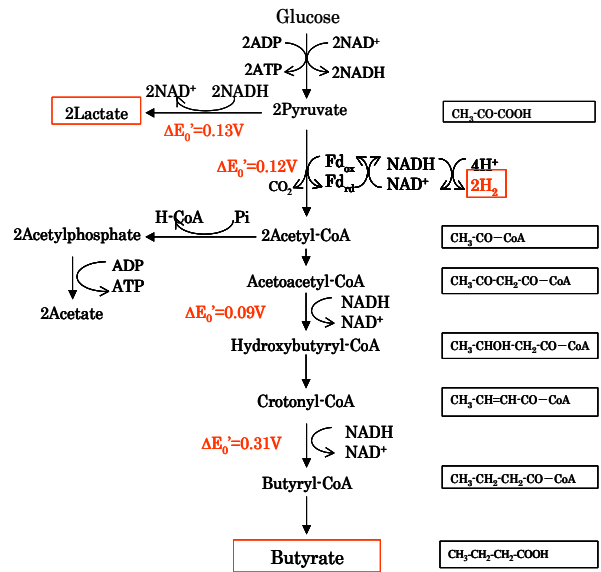 Glucose
2ADP 2NAD⁺
2ATP 2NADH
2NAD⁺ 2NADH
2Lactate 2Pyruvate CH₃-CO-COOH
ΔE₀’=0.13V
ΔE₀’=0.12V Fdₒₓ NADH 4H⁺
CO₂ Fd_rd NAD⁺ 2H₂
H-CoA Pi
2Acetylphosphate 2Acetyl-CoA CH₃-CO-CoA
ADP
ATP
Acetoacetyl-CoA CH₃-CO-CH₂-CO-CoA
2Acetate
ΔE₀’=0.09V NADH
NAD⁺
Hydroxybutyryl-CoA CH₃-CHOH-CH₂-CO-CoA
Crotonyl-CoA CH₃-CH=CH-CO-CoA
ΔE₀’=0.31V NADH
NAD⁺
Butyryl-CoA CH₃-CH₂-CH₂-CO-CoA
Butyrate CH₃-CH₂-CH₂-COOH